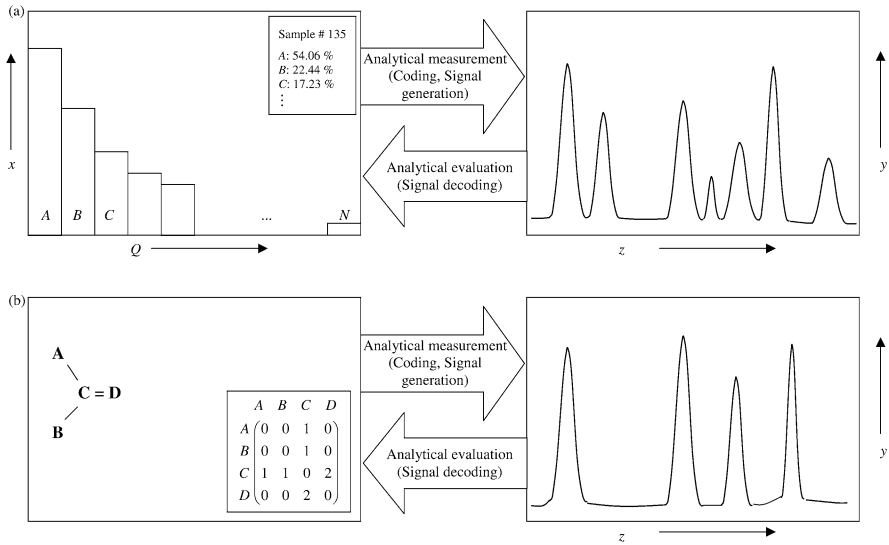 (a)
Sample # 135
A: 54.06 %
B: 22.44 %
C: 17.23 %
⋮
x
A B C ... N
Q
Analytical measurement
(Coding, Signal
generation)
Analytical evaluation
(Signal decoding)
y
z
(b)
A
C = D
B
A B C D
A 0 0 1 0
B 0 0 1 0
C 1 1 0 2
D 0 0 2 0
Analytical measurement
(Coding, Signal
generation)
Analytical evaluation
(Signal decoding)
y
z